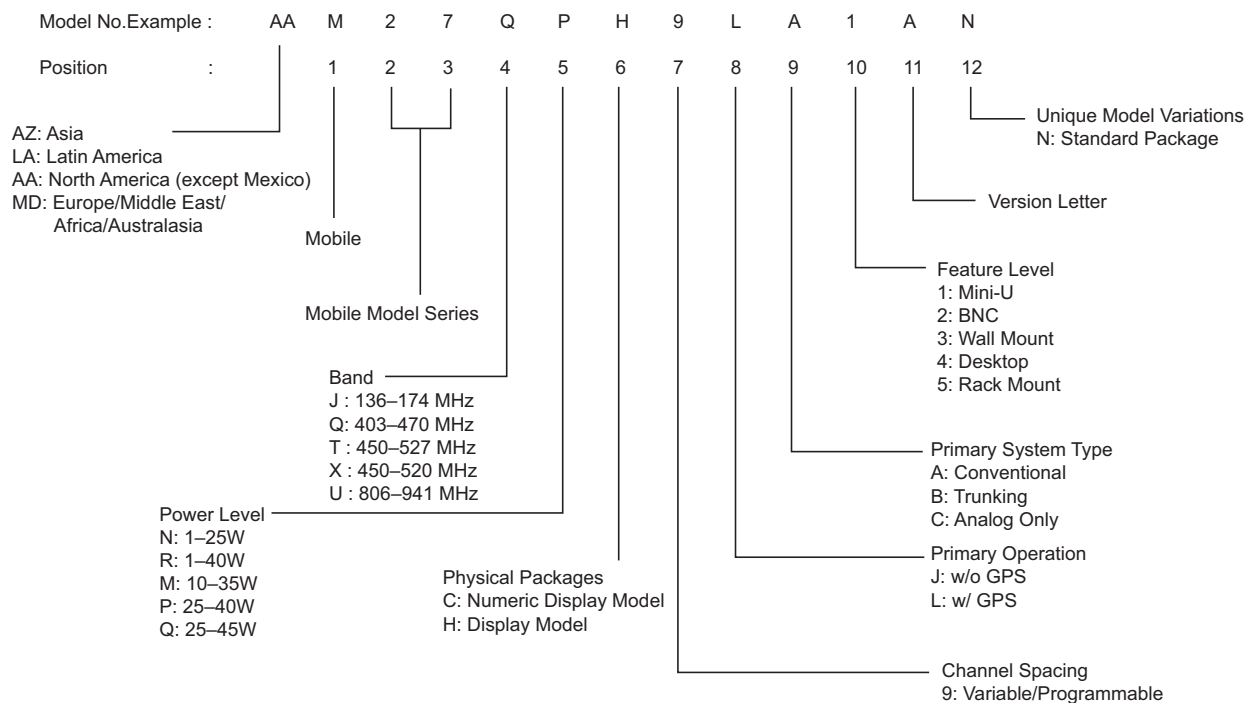 Model No.Example : AA M 2 7 Q P H 9 L A 1 A N
Position : 1 2 3 4 5 6 7 8 9 10 11 12
AZ: Asia
LA: Latin America
AA: North America (except Mexico)
MD: Europe/Middle East/
Africa/Australasia
Mobile
Mobile Model Series
Band
J : 136–174 MHz
Q: 403–470 MHz
T : 450–527 MHz
X : 450–520 MHz
U : 806–941 MHz
Power Level
N: 1–25W
R: 1–40W
M: 10–35W
P: 25–40W
Q: 25–45W
Physical Packages
C: Numeric Display Model
H: Display Model
Unique Model Variations
N: Standard Package
Version Letter
Feature Level
1: Mini-U
2: BNC
3: Wall Mount
4: Desktop
5: Rack Mount
Primary System Type
A: Conventional
B: Trunking
C: Analog Only
Primary Operation
J: w/o GPS
L: w/ GPS
Channel Spacing
9: Variable/Programmable